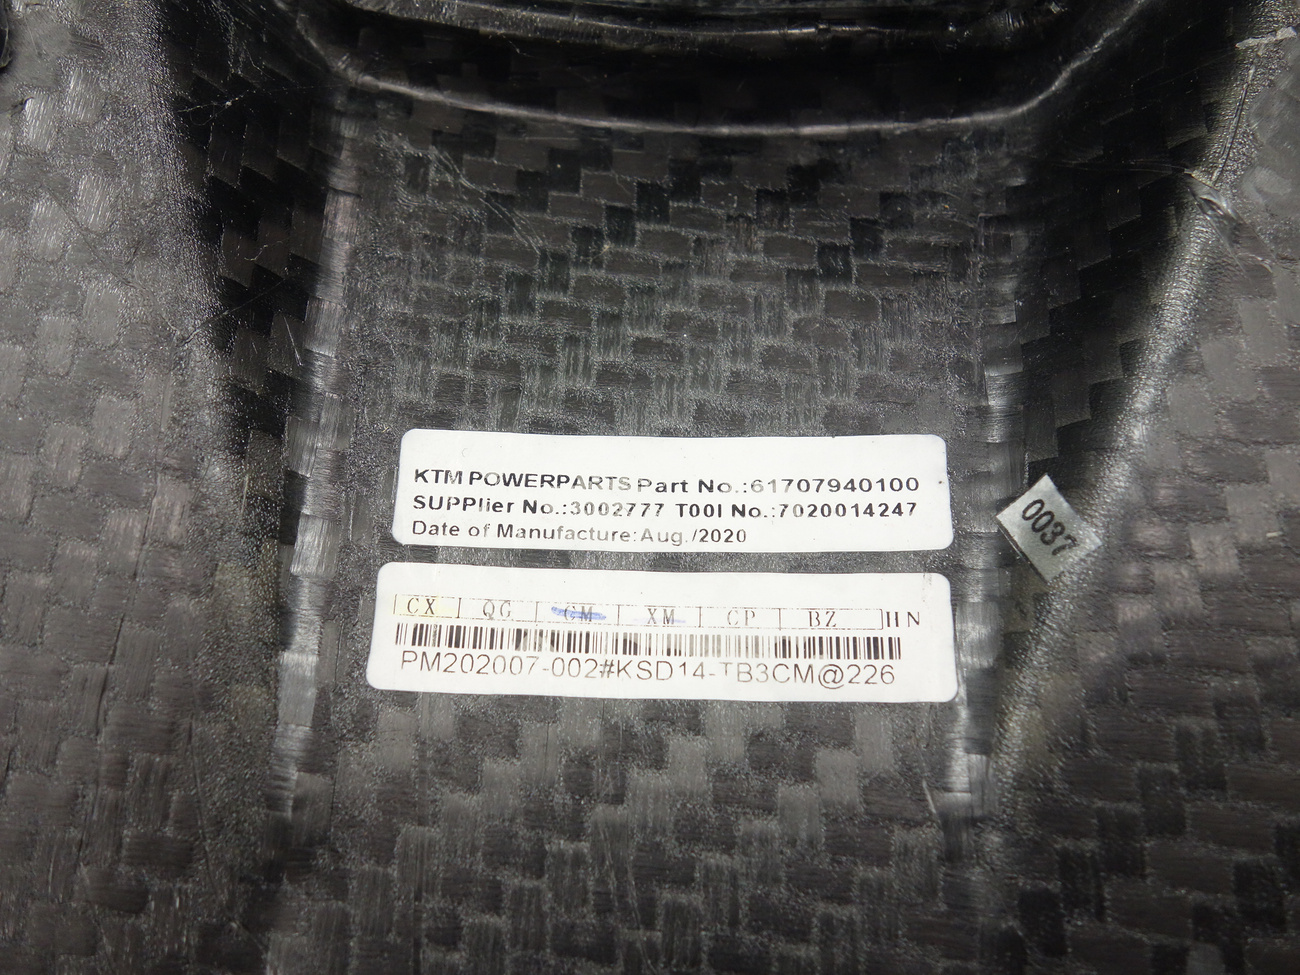 KTM POWERPARTS Part No.:61707940100
SUPPlier No.:3002777 T00l No.:7020014247
Date of Manufacture:Aug./2020
0037
CX | QG | GM | XM | CP | BZ | HN
PM202007-002#KSD14-TB3CM@226